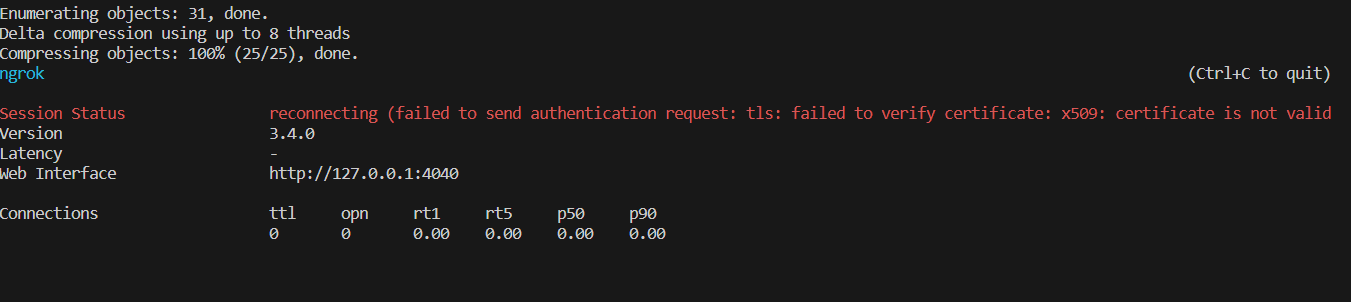 Enumerating objects: 31, done.
Delta compression using up to 8 threads
Compressing objects: 100% (25/25), done.
ngrok (Ctrl+C to quit)
Session Status reconnecting (failed to send authentication request: tls: failed to verify certificate: x509: certificate is not valid
Version 3.4.0
Latency -
Web Interface http://127.0.0.1:4040
Connections ttl opn rt1 rt5 p50 p90
0 0 0.00 0.00 0.00 0.00